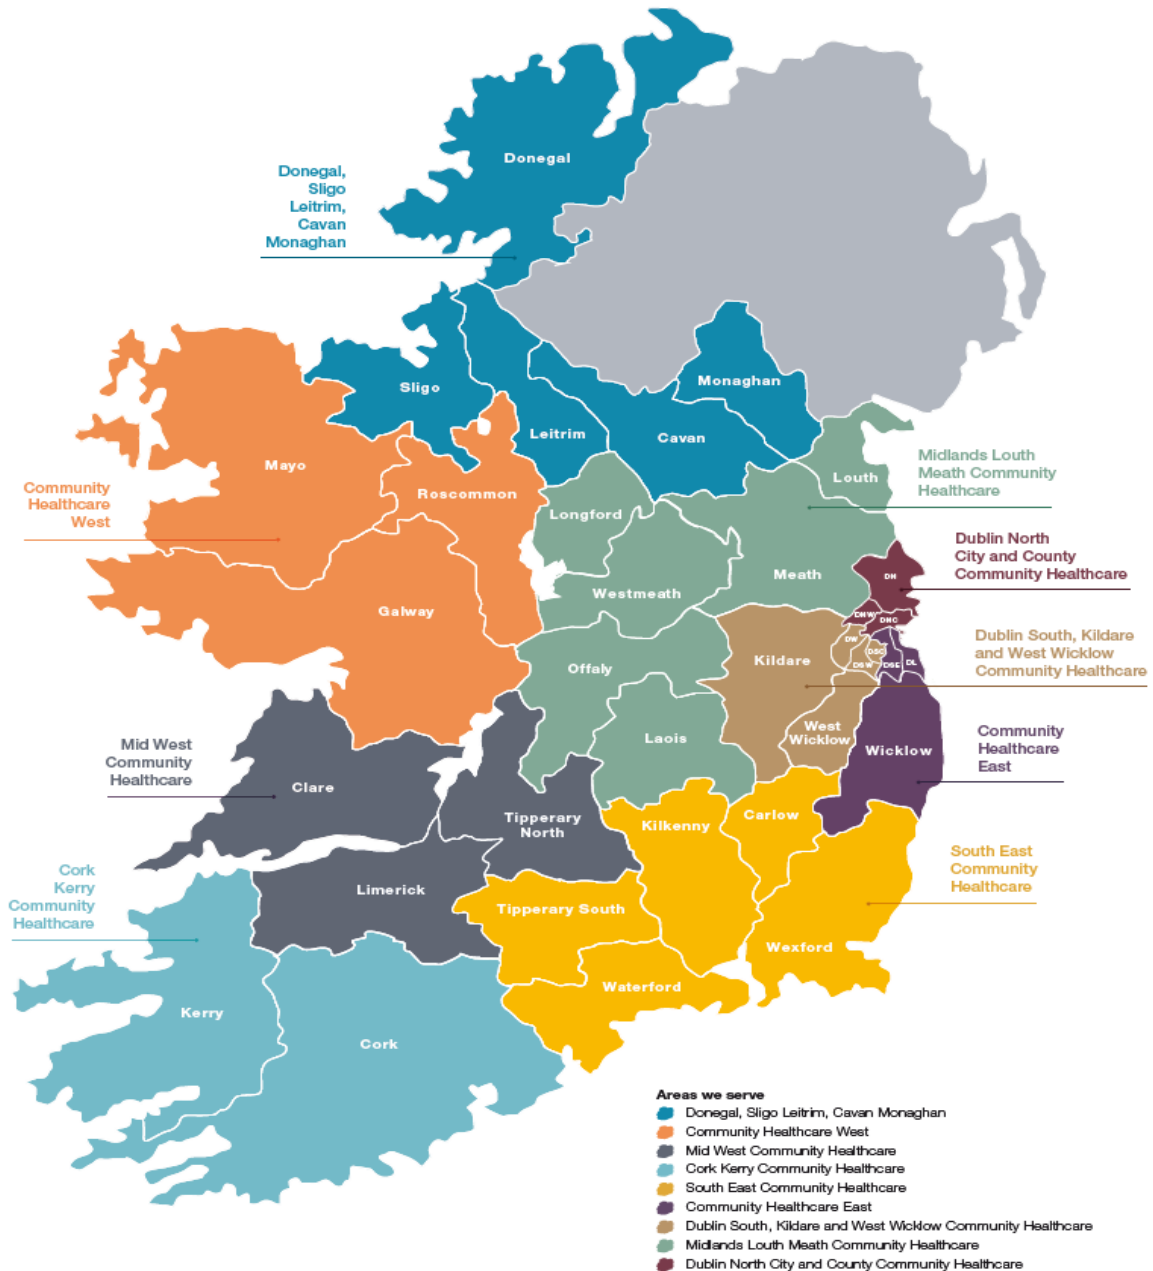 Donegal
Donegal,
Sligo
Leitrim,
Cavan
Monaghan
Monaghan
Sligo
Leitrim
Cavan
Mayo
Roscommon
Louth
Midlands Louth
Meath Community
Healthcare
Community
Healthcare
West
Longford
Dublin North
City and County
Community Healthcare
Meath
DN
Westmeath
Galway
DNW
DNC
Dublin South, Kildare
and West Wicklow
Community Healthcare
DW
DSC
Kildare
DSW
DSE
DL
Offaly
West
Wicklow
Laois
Wicklow
Community
Healthcare
East
Mid West
Community
Healthcare
Clare
Tipperary
North
Kilkenny
Carlow
South East
Community
Healthcare
Cork
Kerry
Community
Healthcare
Limerick
Tipperary South
Wexford
Waterford
Kerry
Cork
Areas we serve
Donegal, Sligo Leitrim, Cavan Monaghan
Community Healthcare West
Mid West Community Healthcare
Cork Kerry Community Healthcare
South East Community Healthcare
Community Healthcare East
Dublin South, Kildare and West Wicklow Community Healthcare
Midlands Louth Meath Community Healthcare
Dublin North City and County Community Healthcare